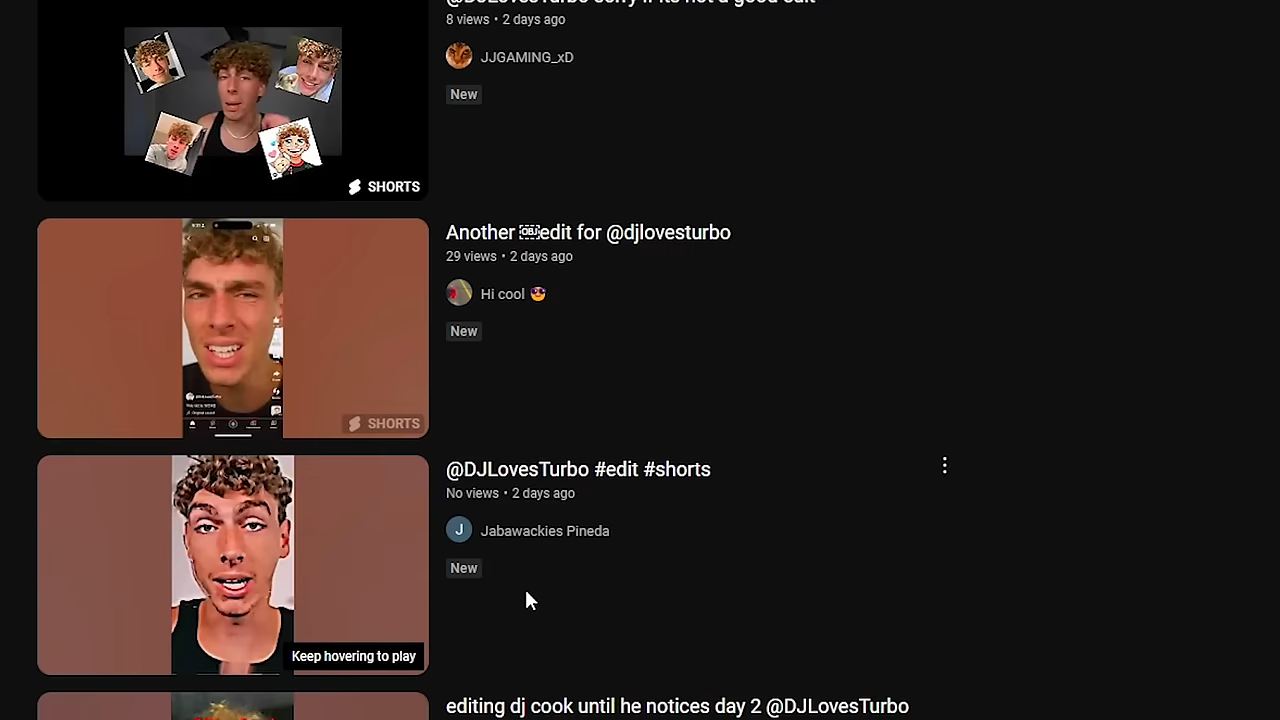 8 views • 2 days ago
JJGAMING_xD
New
SHORTS
Another edit for @djlovesturbo
29 views • 2 days ago
Hi cool 😎
New
SHORTS
@DJLovesTurbo #edit #shorts
No views • 2 days ago
J
Jabawackies Pineda
New
Keep hovering to play
editing dj cook until he notices day 2 @DJLovesTurbo